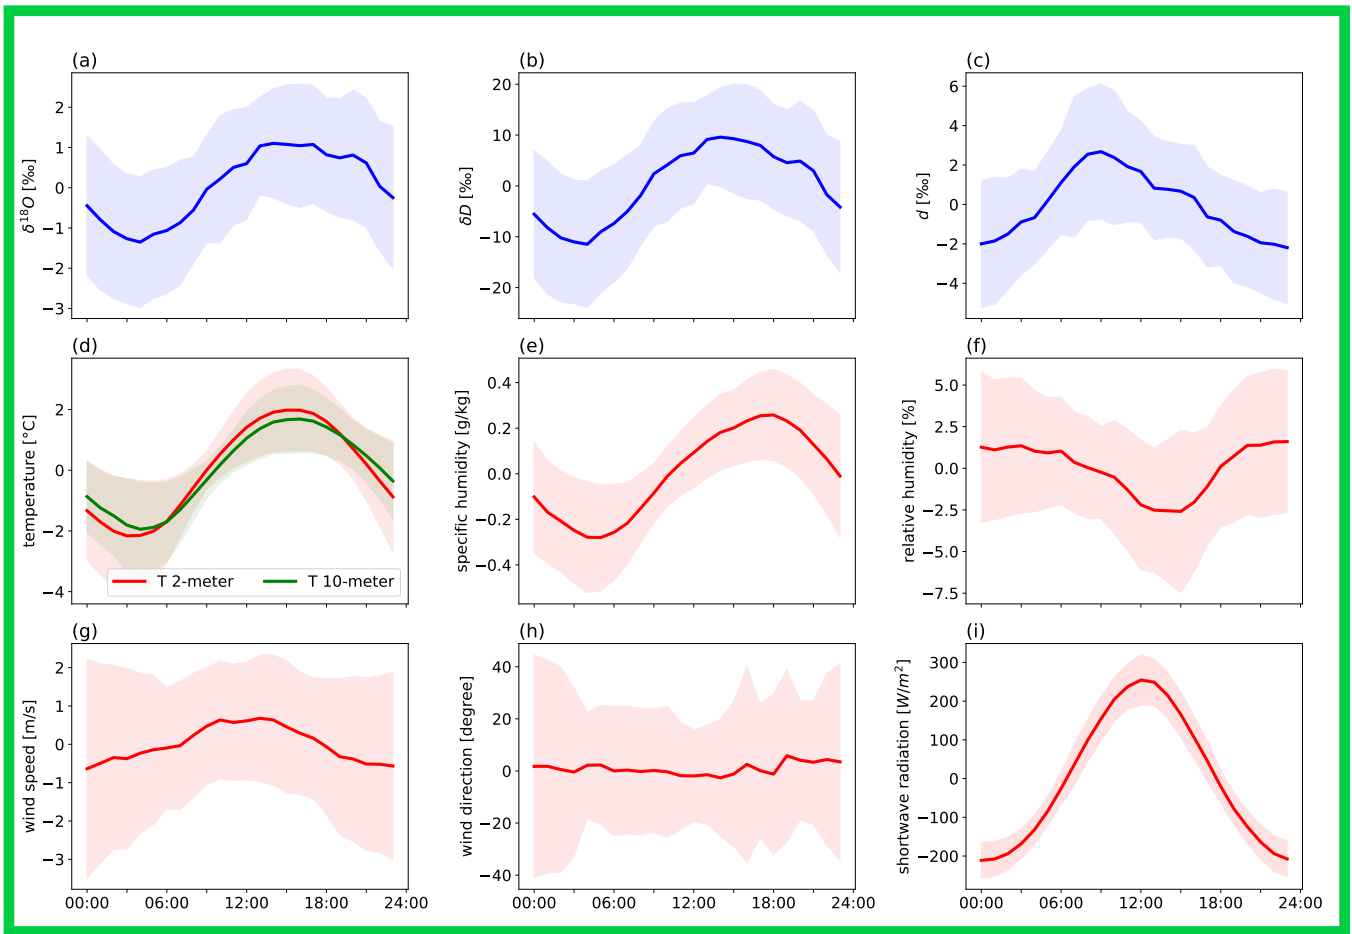 (a)
(b)
(c)
δ¹⁸O [‰]
2
1
0
−1
−2
−3
δD [‰]
20
10
0
−10
−20
d [‰]
6
4
2
0
−2
−4
(d)
(e)
(f)
temperature [°C]
2
0
−2
−4
T 2-meter
T 10-meter
specific humidity [g/kg]
0.4
0.2
0.0
−0.2
−0.4
relative humidity [%]
5.0
2.5
0.0
−2.5
−5.0
−7.5
(g)
(h)
(i)
wind speed [m/s]
2
1
0
−1
−2
−3
00:00 06:00 12:00 18:00 24:00
wind direction [degree]
40
20
0
−20
−40
00:00 06:00 12:00 18:00 24:00
shortwave radiation [W/m²]
300
200
100
0
−100
−200
00:00 06:00 12:00 18:00 24:00